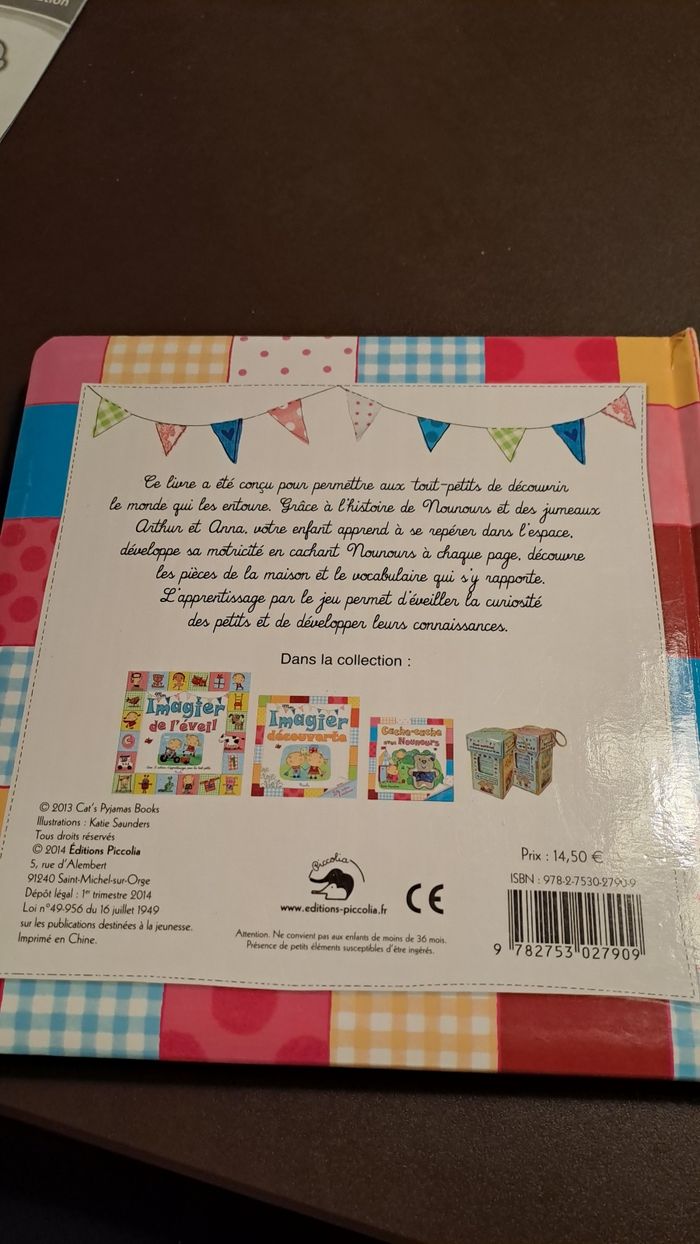 Ce livre a été conçu pour permettre aux tout-petits de découvrir
le monde qui les entoure. Grâce à l'histoire de Nounours et des jumeaux
Arthur et Anna, votre enfant apprend à se repérer dans l'espace,
développe sa motricité en cachant Nounours à chaque page, découvre
les pièces de la maison et le vocabulaire qui s'y rapporte.
L'apprentissage par le jeu permet d'éveiller la curiosité
des petits et de développer leurs connaissances.
Dans la collection :
Mon
Imagier
de l'éveil
Mon
Imagier
découverte
Cache-cache
avec Nounours
© 2013 Cat's Pyjamas Books
Illustrations : Katie Saunders
Tous droits réservés
© 2014 Éditions Piccolia
5, rue d'Alembert
91240 Saint-Michel-sur-Orge
Dépôt légal : 1er trimestre 2014
Loi n°49-956 du 16 juillet 1949
sur les publications destinées à la jeunesse.
Imprimé en Chine.
Piccolia
www.editions-piccolia.fr
CE
Attention. Ne convient pas aux enfants de moins de 36 mois.
Présence de petits éléments susceptibles d'être ingérés.
Prix : 14,50 €
ISBN : 978-2-7530-2790-9
9 782753 027909